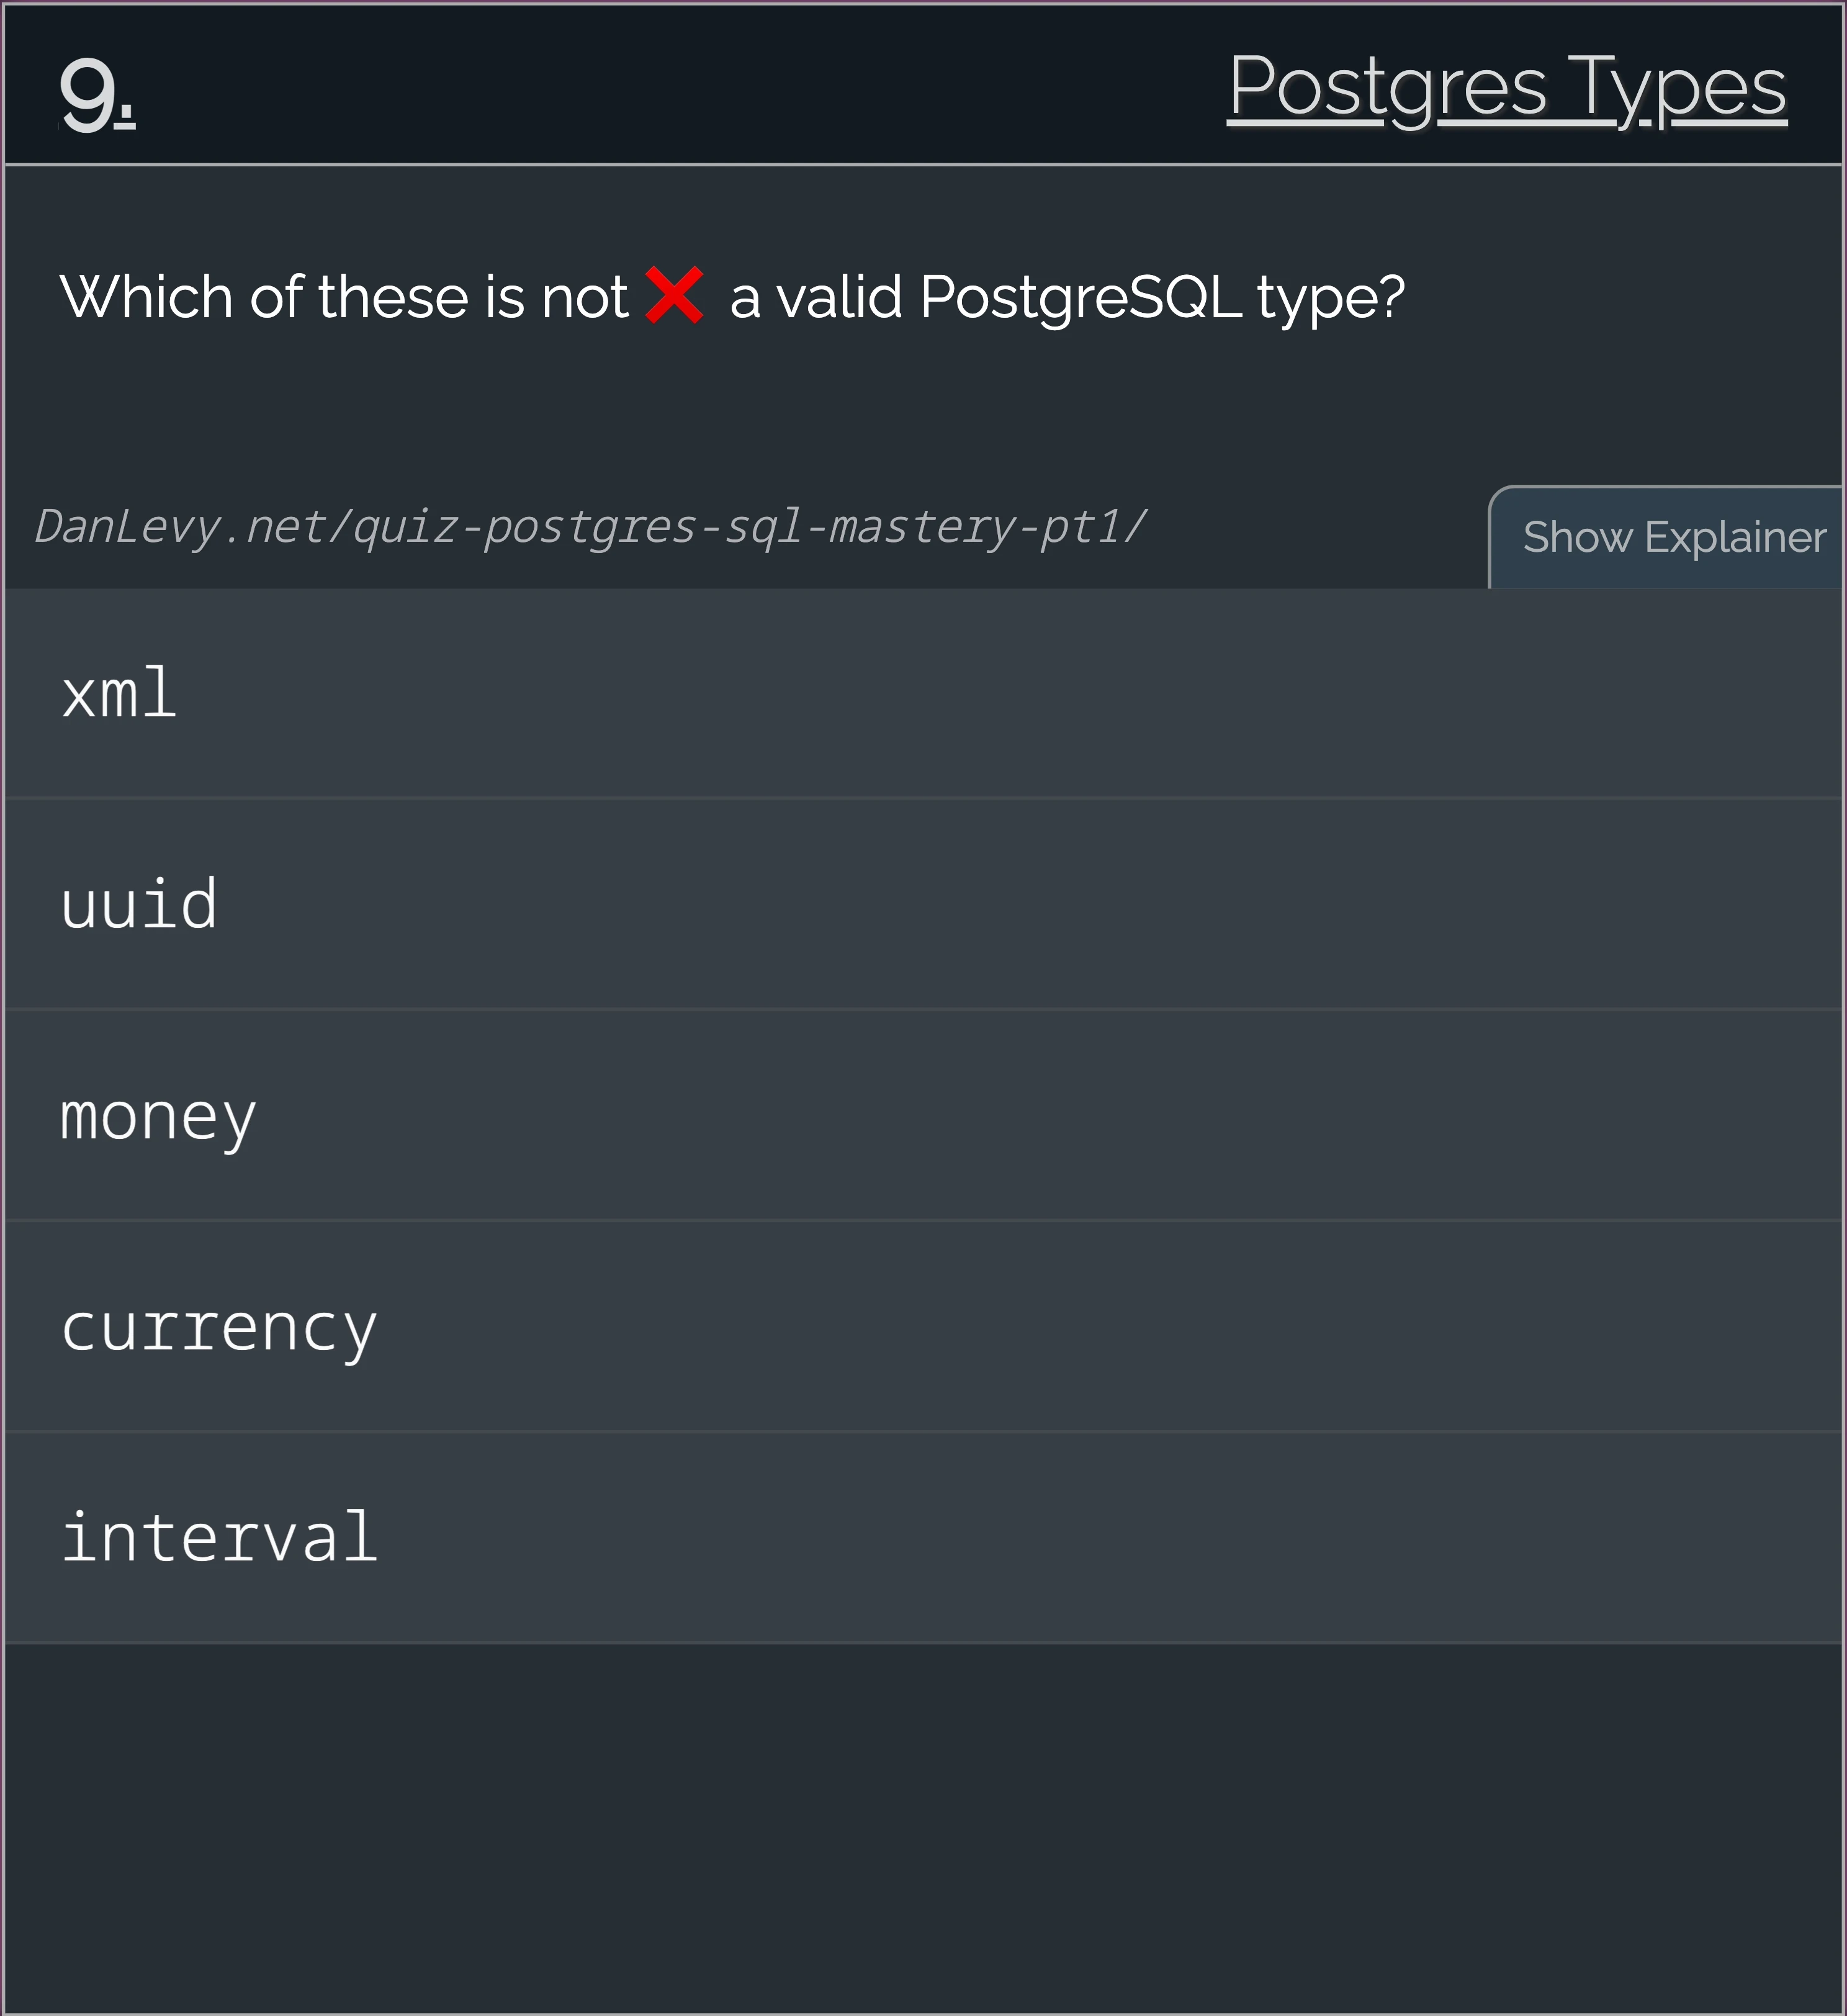 9.
Postgres Types
Which of these is not❌ a valid PostgreSQL type?
DanLevy.net/quiz-postgres-sql-mastery-pt1/
Show Explainer
xml
uuid
money
currency
interval